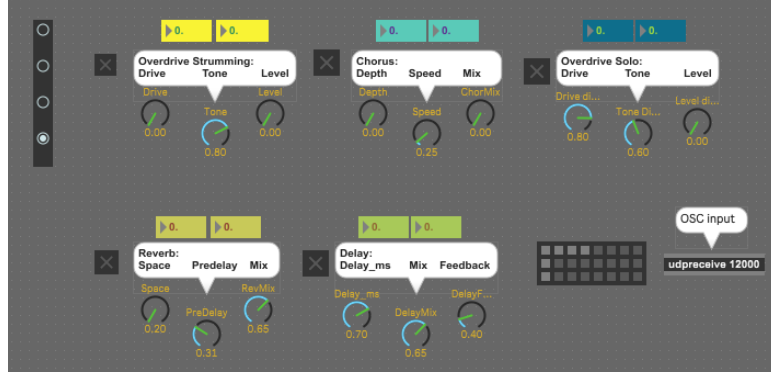 0. 0.
0. 0.
0. 0.
Overdrive Strumming:
Drive Tone Level
Chorus:
Depth Speed Mix
Overdrive Solo:
Drive Tone Level
Drive Level
Tone
0.00 0.00
0.80
Depth ChorMix
Speed
0.00 0.00
0.25
Drive di... Level di...
Tone Di...
0.80 0.00
0.60
0. 0.
0. 0.
OSC input
udpreceive 12000
Reverb:
Space Predelay Mix
Delay:
Delay_ms Mix Feedback
Space RevMix
PreDelay
0.20 0.65
0.31
Delay_ms DelayF...
DelayMix
0.70 0.40
0.65